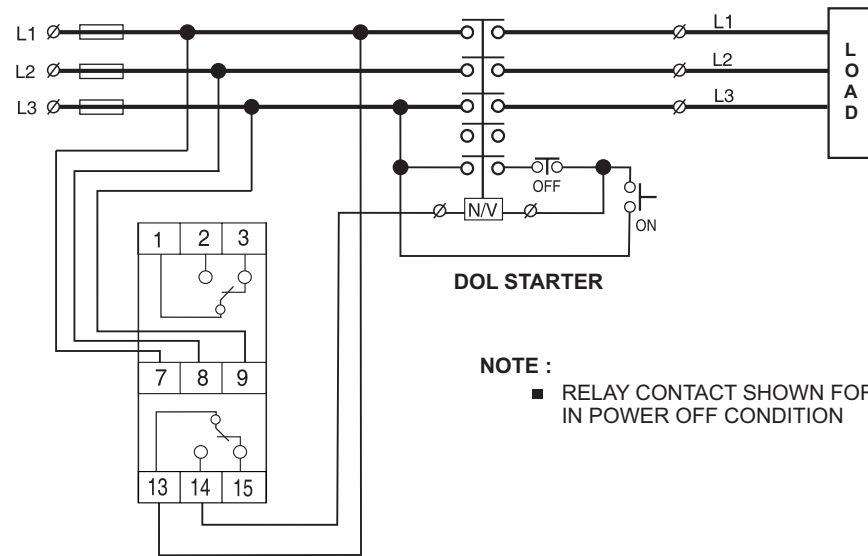 L1
L1
L2
L2
L3
L3
LOAD
OFF
N/V
ON
DOL STARTER
1 2 3
7 8 9
13 14 15
NOTE :
■ RELAY CONTACT SHOWN FOR
IN POWER OFF CONDITION